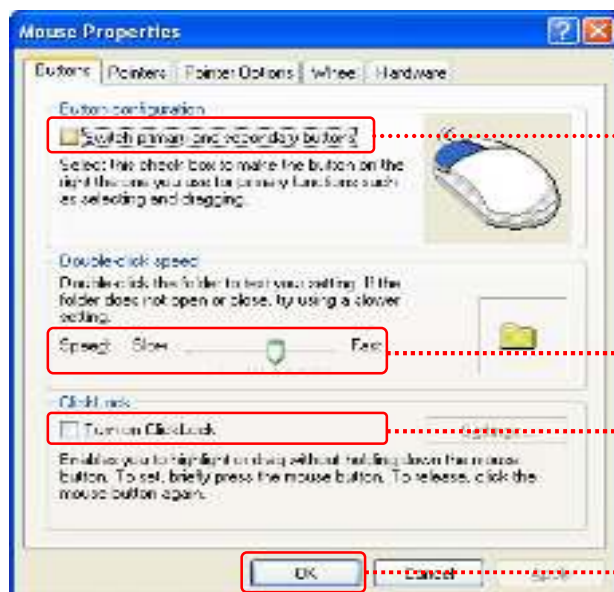 Mouse Properties
Buttons Pointers Pointer Options Wheel Hardware
Button configuration
Switch primary and secondary buttons
Select this check box to make the button on the
right the one you use for primary functions such
as selecting and dragging.
Double-click speed
Double-click the folder to test your setting. If the
folder does not open or close, try using a slower
setting.
Speed: Slow Fast
ClickLock
Turn on ClickLock
Settings...
Enables you to highlight or drag without holding down the mouse
button. To set, briefly press the mouse button. To release, click the
mouse button again.
OK Cancel Apply